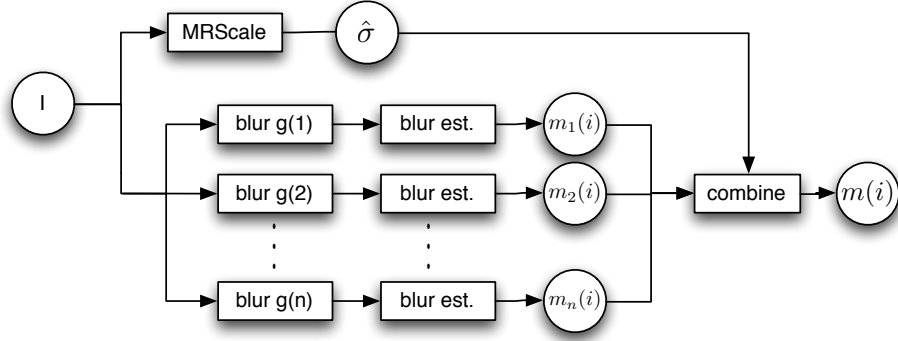 MRScale
σ̂
I
blur g(1)
blur est.
m₁(i)
blur g(2)
blur est.
m₂(i)
combine
m(i)
blur g(n)
blur est.
mₙ(i)